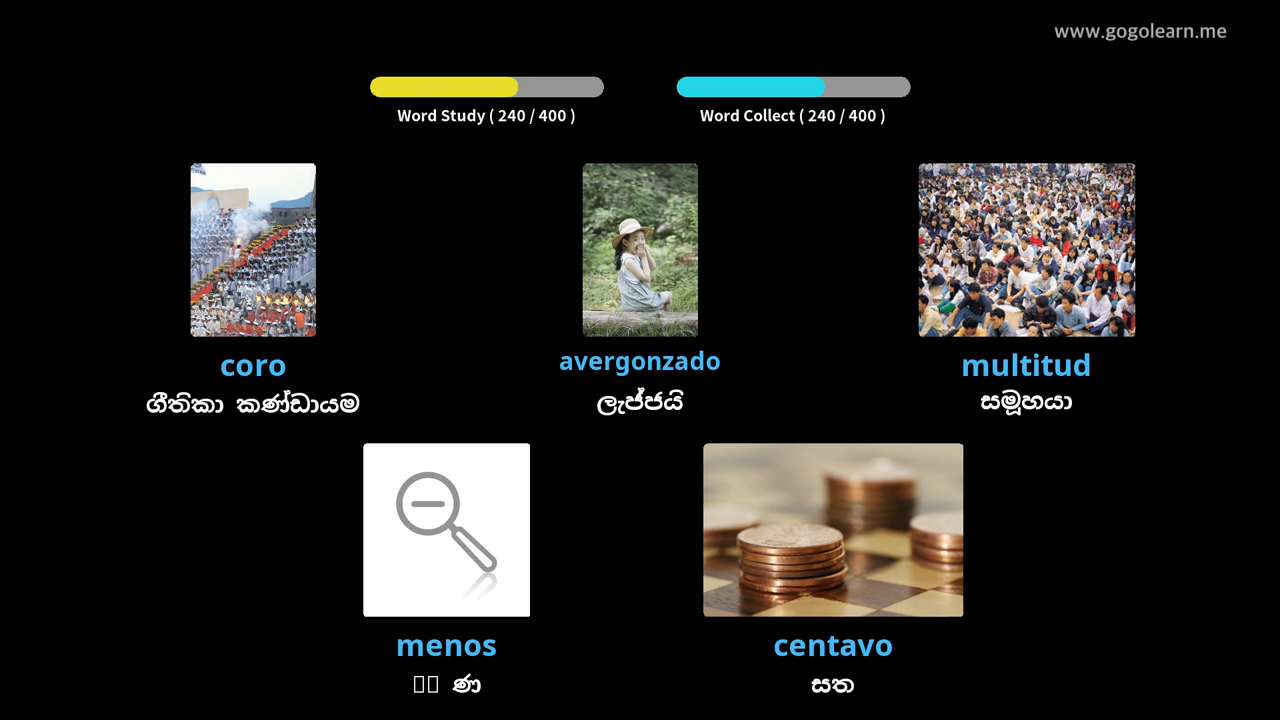 www.gogolearn.me
Word Study ( 240 / 400 )
Word Collect ( 240 / 400 )
coro
avergonzado
multitud
ගීතිකා කණ්ඩායම
ලැප්ජයි
සමූහයා
menos
centavo
ණ
සත